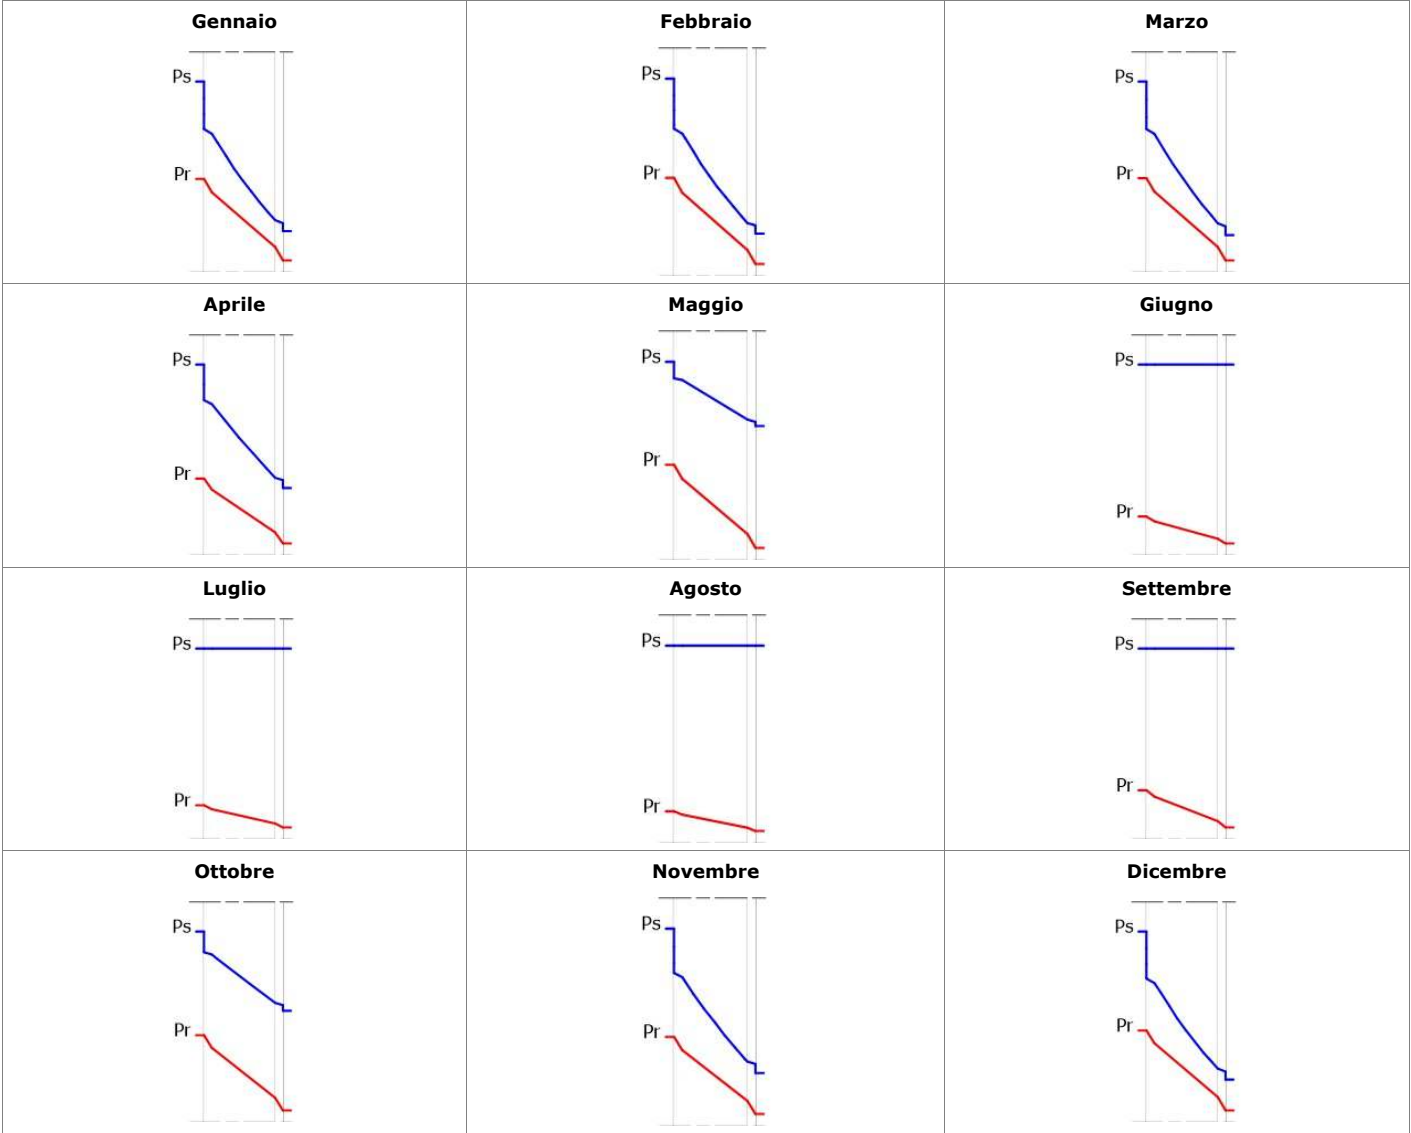 Gennaio
Febbraio
Marzo
Ps
Pr
Ps
Pr
Ps
Pr
Aprile
Maggio
Giugno
Ps
Pr
Ps
Pr
Ps
Pr
Luglio
Agosto
Settembre
Ps
Pr
Ps
Pr
Ps
Pr
Ottobre
Novembre
Dicembre
Ps
Pr
Ps
Pr
Ps
Pr